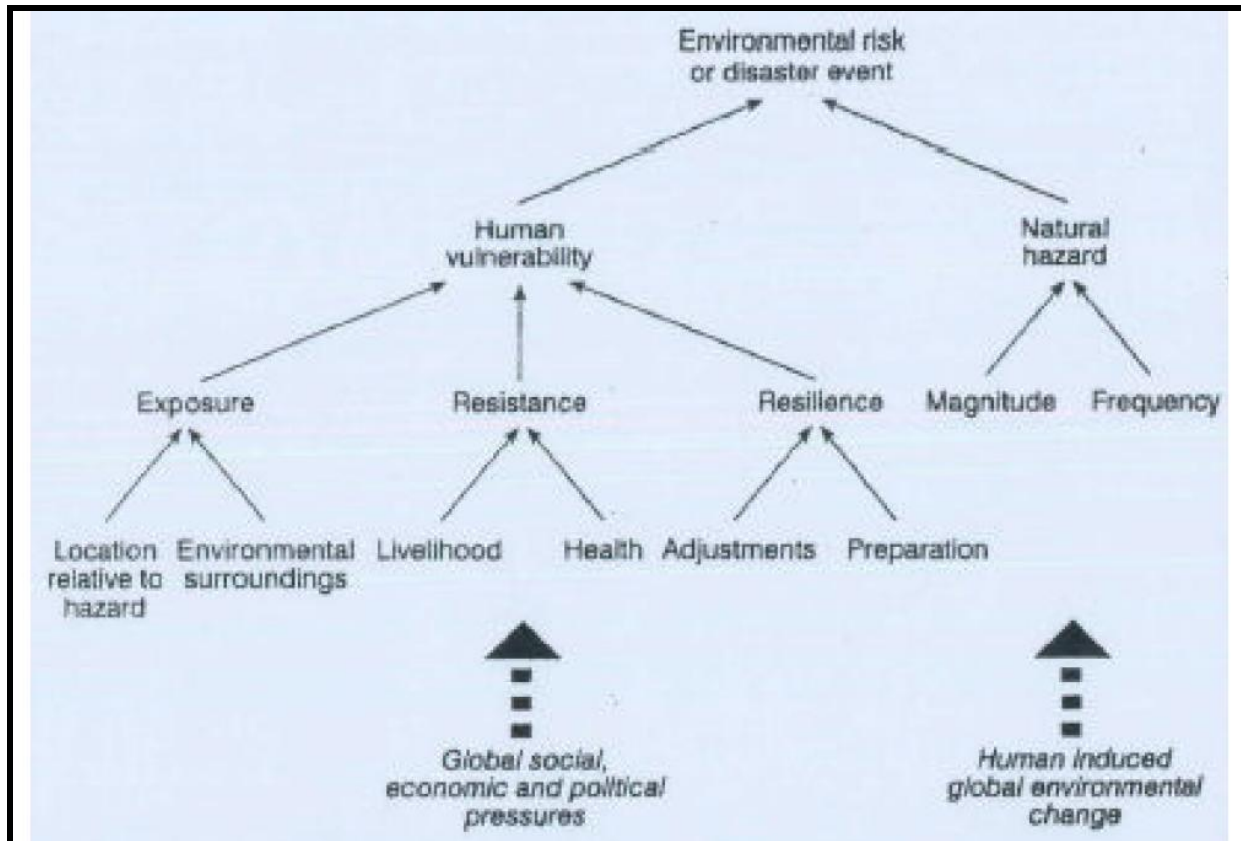 Environmental risk
or disaster event
Human
vulnerability
Natural
hazard
Exposure
Resistance
Resilience
Magnitude
Frequency
Location
relative to
hazard
Environmental
surroundings
Livelihood
Health
Adjustments
Preparation
Global social,
economic and political
pressures
Human induced
global environmental
change